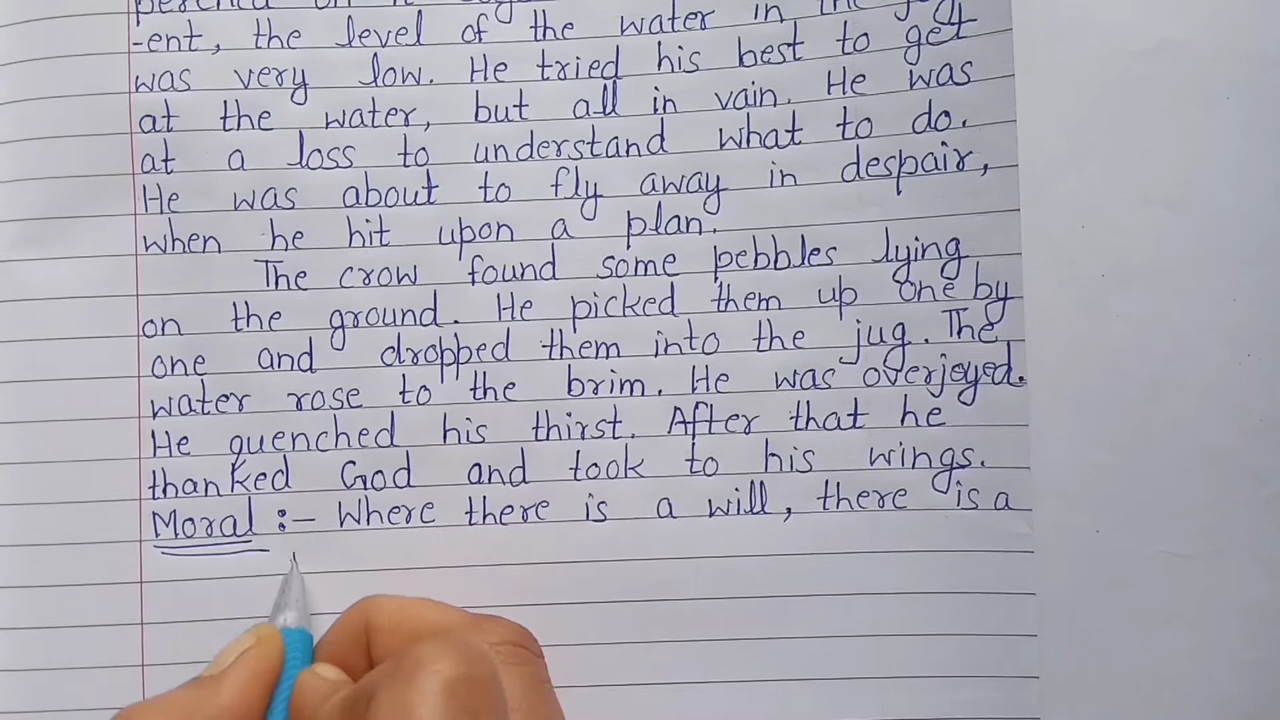 perched on it
-ent, the level of the water in the
was very low. He tried his best to get
at the water, but all in vain. He was
at a loss to understand what to do.
He was about to fly away in despair,
when he hit upon a plan.
The crow found some pebbles lying
on the ground. He picked them up one by
one and dropped them into the jug. The
water rose to the brim. He was overjoyed.
He quenched his thirst. After that he
thanked God and took to his wings.
Moral :- Where there is a will, there is a